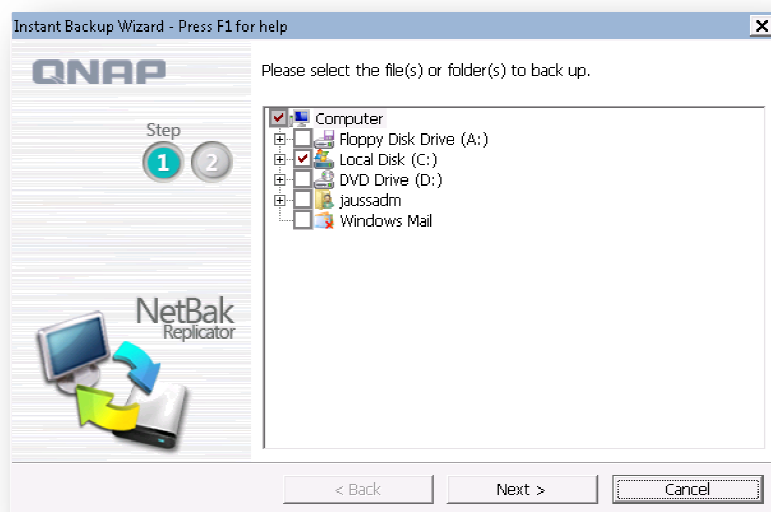 Instant Backup Wizard - Press F1 for help
QNAP
Please select the file(s) or folder(s) to back up.
Step
1 2
Computer
Floppy Disk Drive (A:)
Local Disk (C:)
DVD Drive (D:)
jaussadm
Windows Mail
NetBak
Replicator
< Back
Next >
Cancel